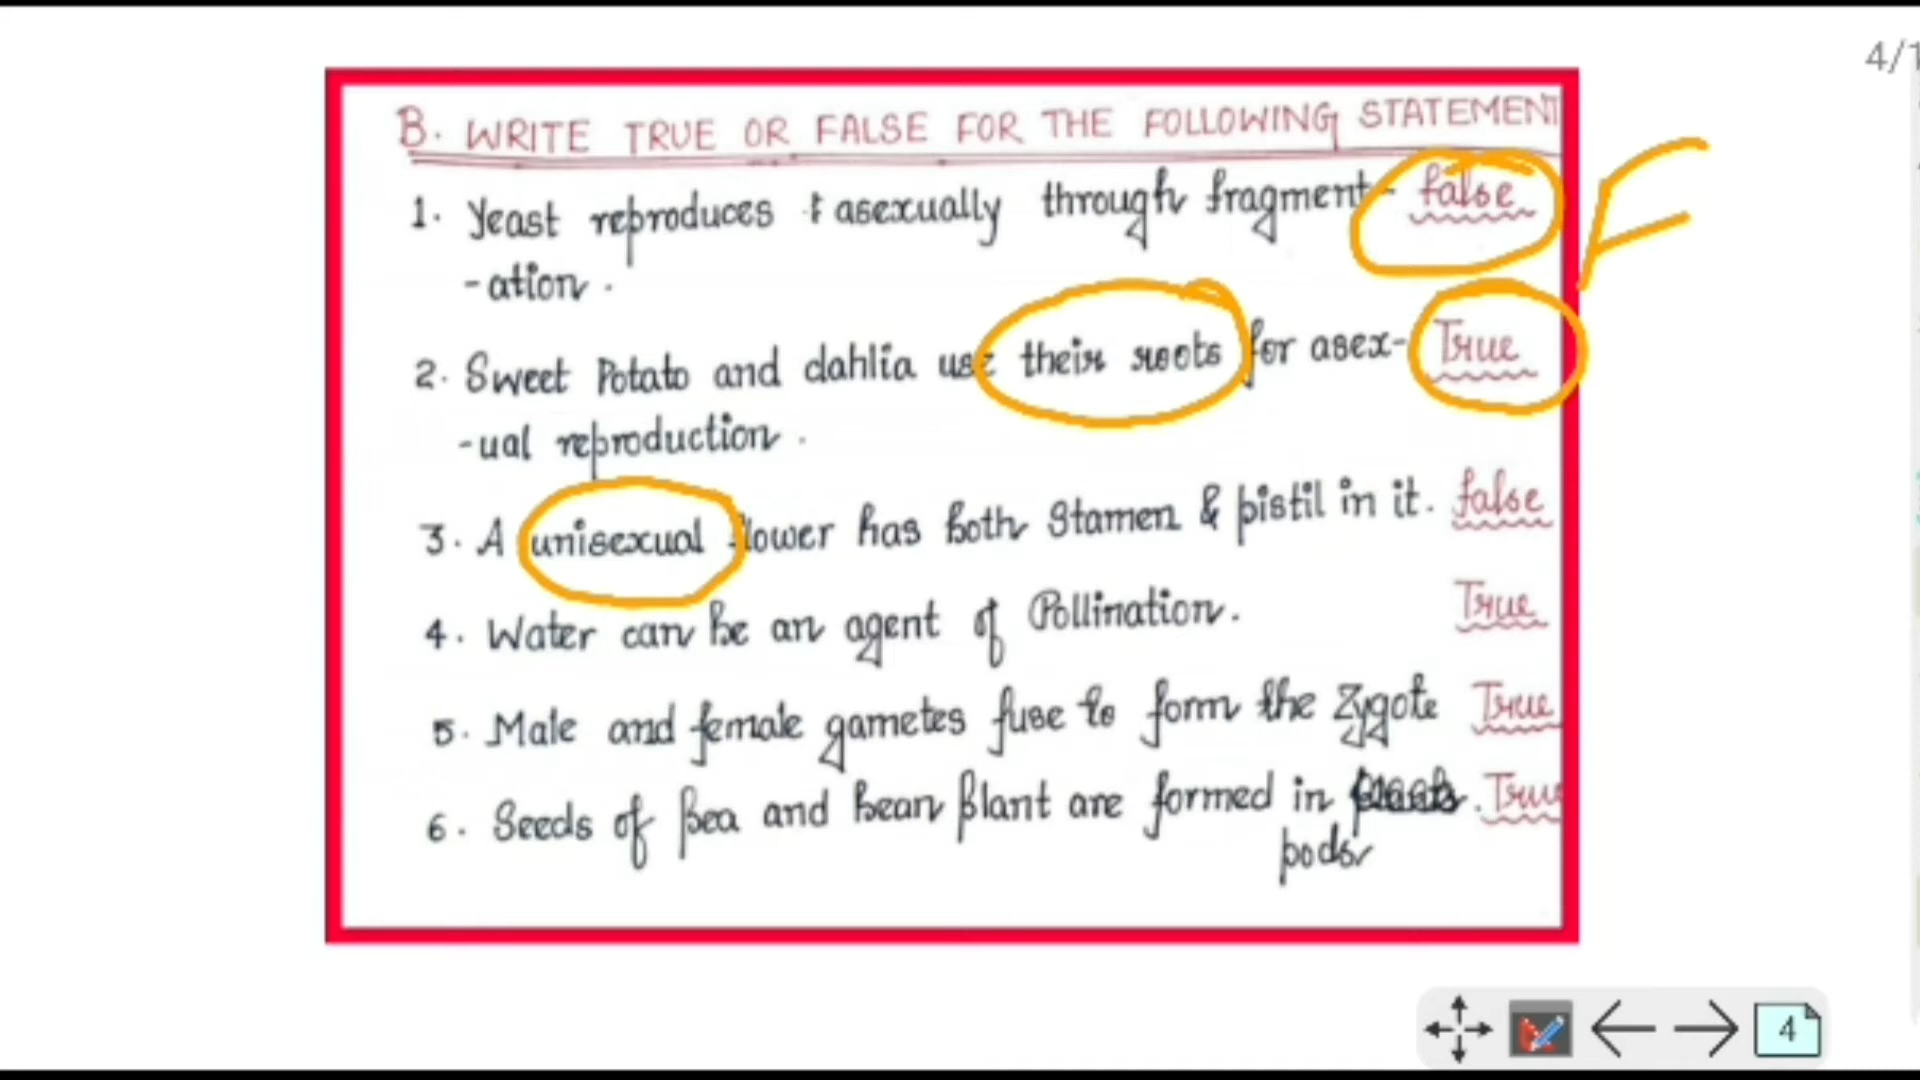 4/1
B. WRITE TRUE OR FALSE FOR THE FOLLOWING STATEMENT
1. Yeast reproduces asexually through fragment- false F
-ation.
2. Sweet Potato and dahlia use their roots for asex- True
-ual reproduction.
3. A unisexual flower has both Stamen & pistil in it. false
4. Water can be an agent of Pollination. True
5. Male and female gametes fuse to form the Zygote True
6. Seeds of pea and bean plant are formed in . True
pods
4